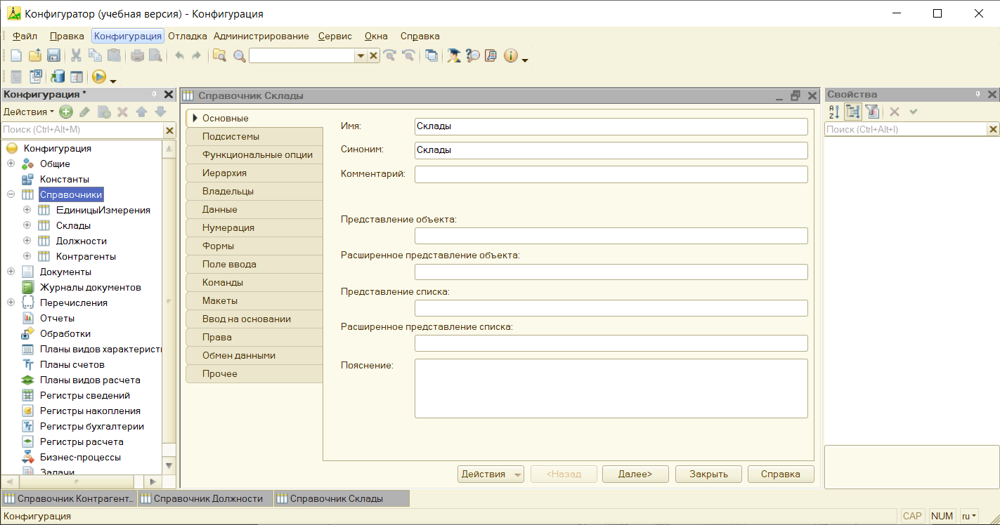 Конфигуратор (учебная версия) - Конфигурация
Файл Правка Конфигурация Отладка Администрирование Сервис Окна Справка
Конфигурация *
Действия
Поиск (Ctrl+Alt+M)
Конфигурация
Общие
Константы
Справочники
ЕдиницыИзмерения
Склады
Должности
Контрагенты
Документы
Журналы документов
Перечисления
Отчеты
Обработки
Планы видов характерист
Планы счетов
Планы видов расчета
Регистры сведений
Регистры накопления
Регистры бухгалтерии
Регистры расчета
Бизнес-процессы
Задачи
Справочник Склады
Основные
Подсистемы
Функциональные опции
Иерархия
Владельцы
Данные
Нумерация
Формы
Поле ввода
Команды
Макеты
Ввод на основании
Права
Обмен данными
Прочее
Имя: Склады
Синоним: Склады
Комментарий:
Представление объекта:
Расширенное представление объекта:
Представление списка:
Расширенное представление списка:
Пояснение:
Действия <Назад Далее> Закрыть Справка
Свойства
Поиск (Ctrl+Alt+I)
Справочник Контрагент... Справочник Должности Справочник Склады
Конфигурация CAP NUM ru